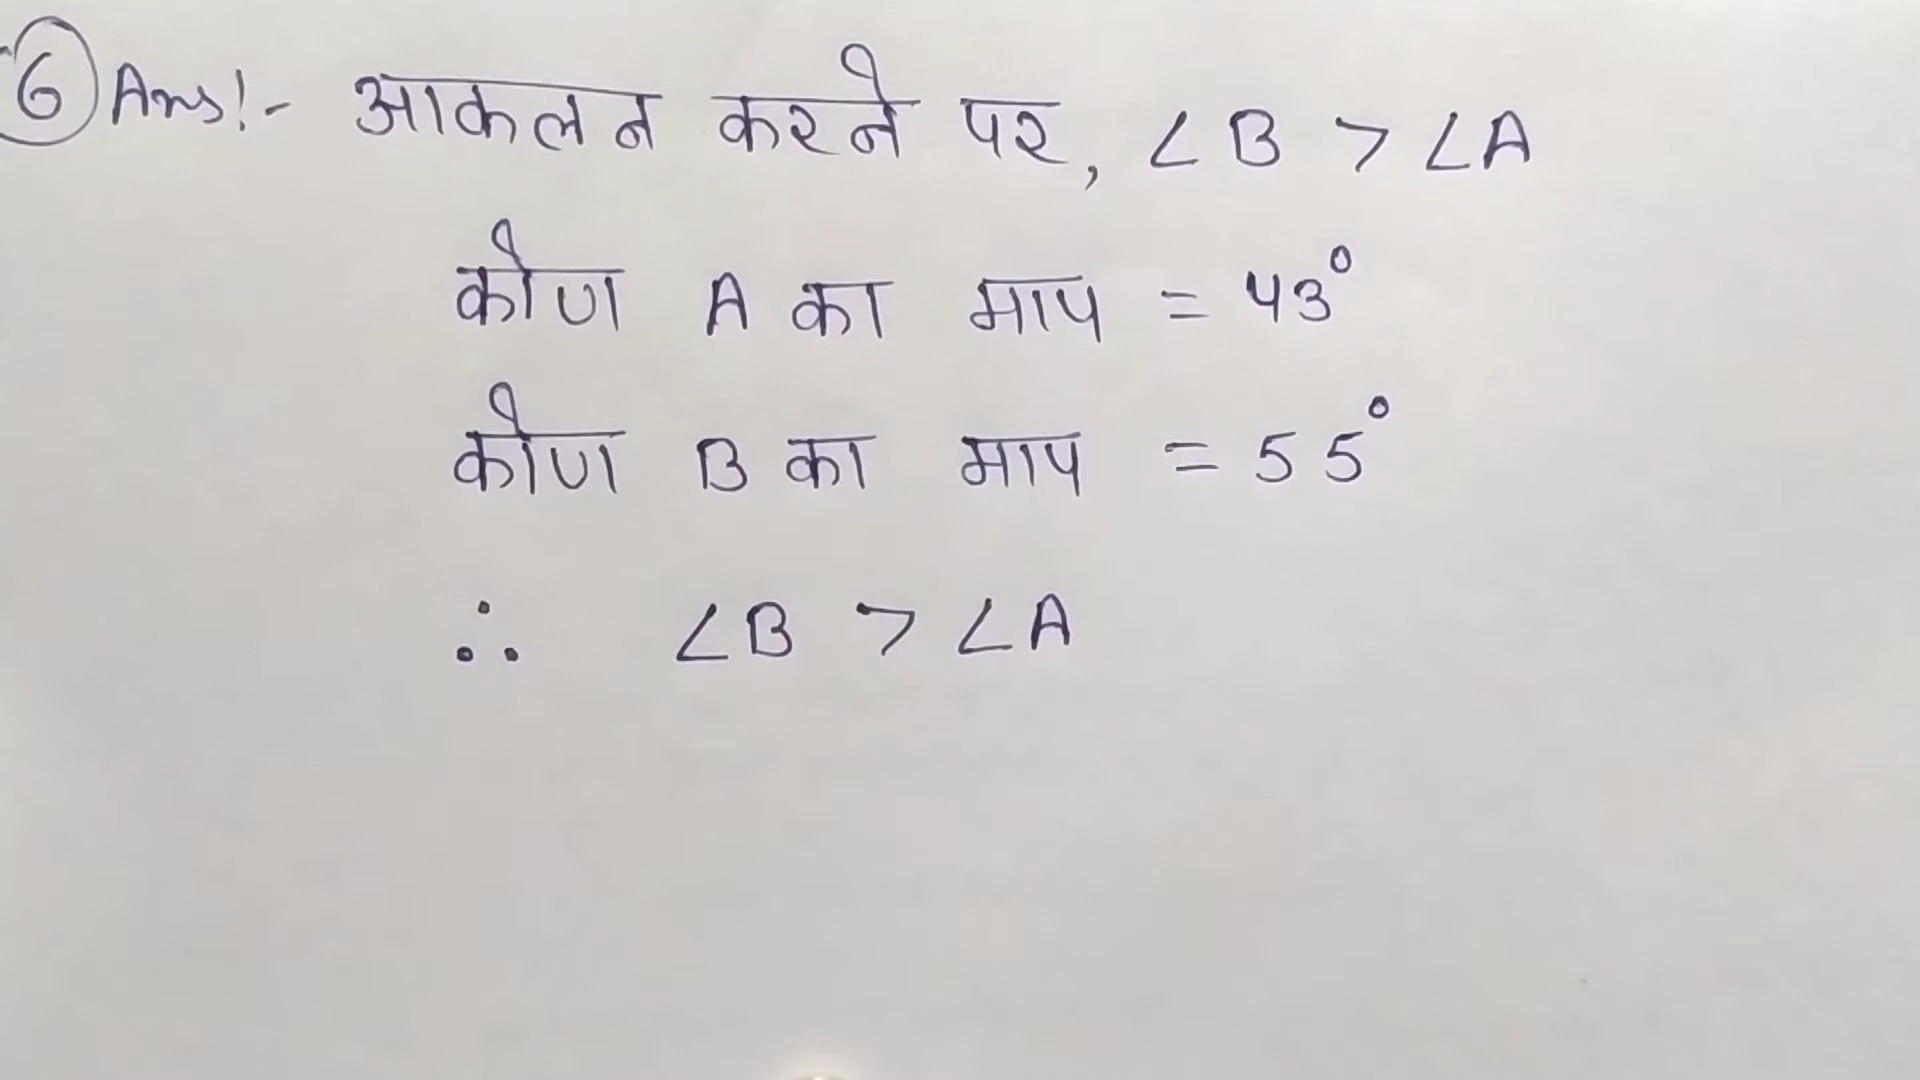 6 Ans!- आकलन करने पर, ∠B > ∠A
कोण A का माप = 43°
कोण B का माप = 55°
∴ ∠B > ∠A